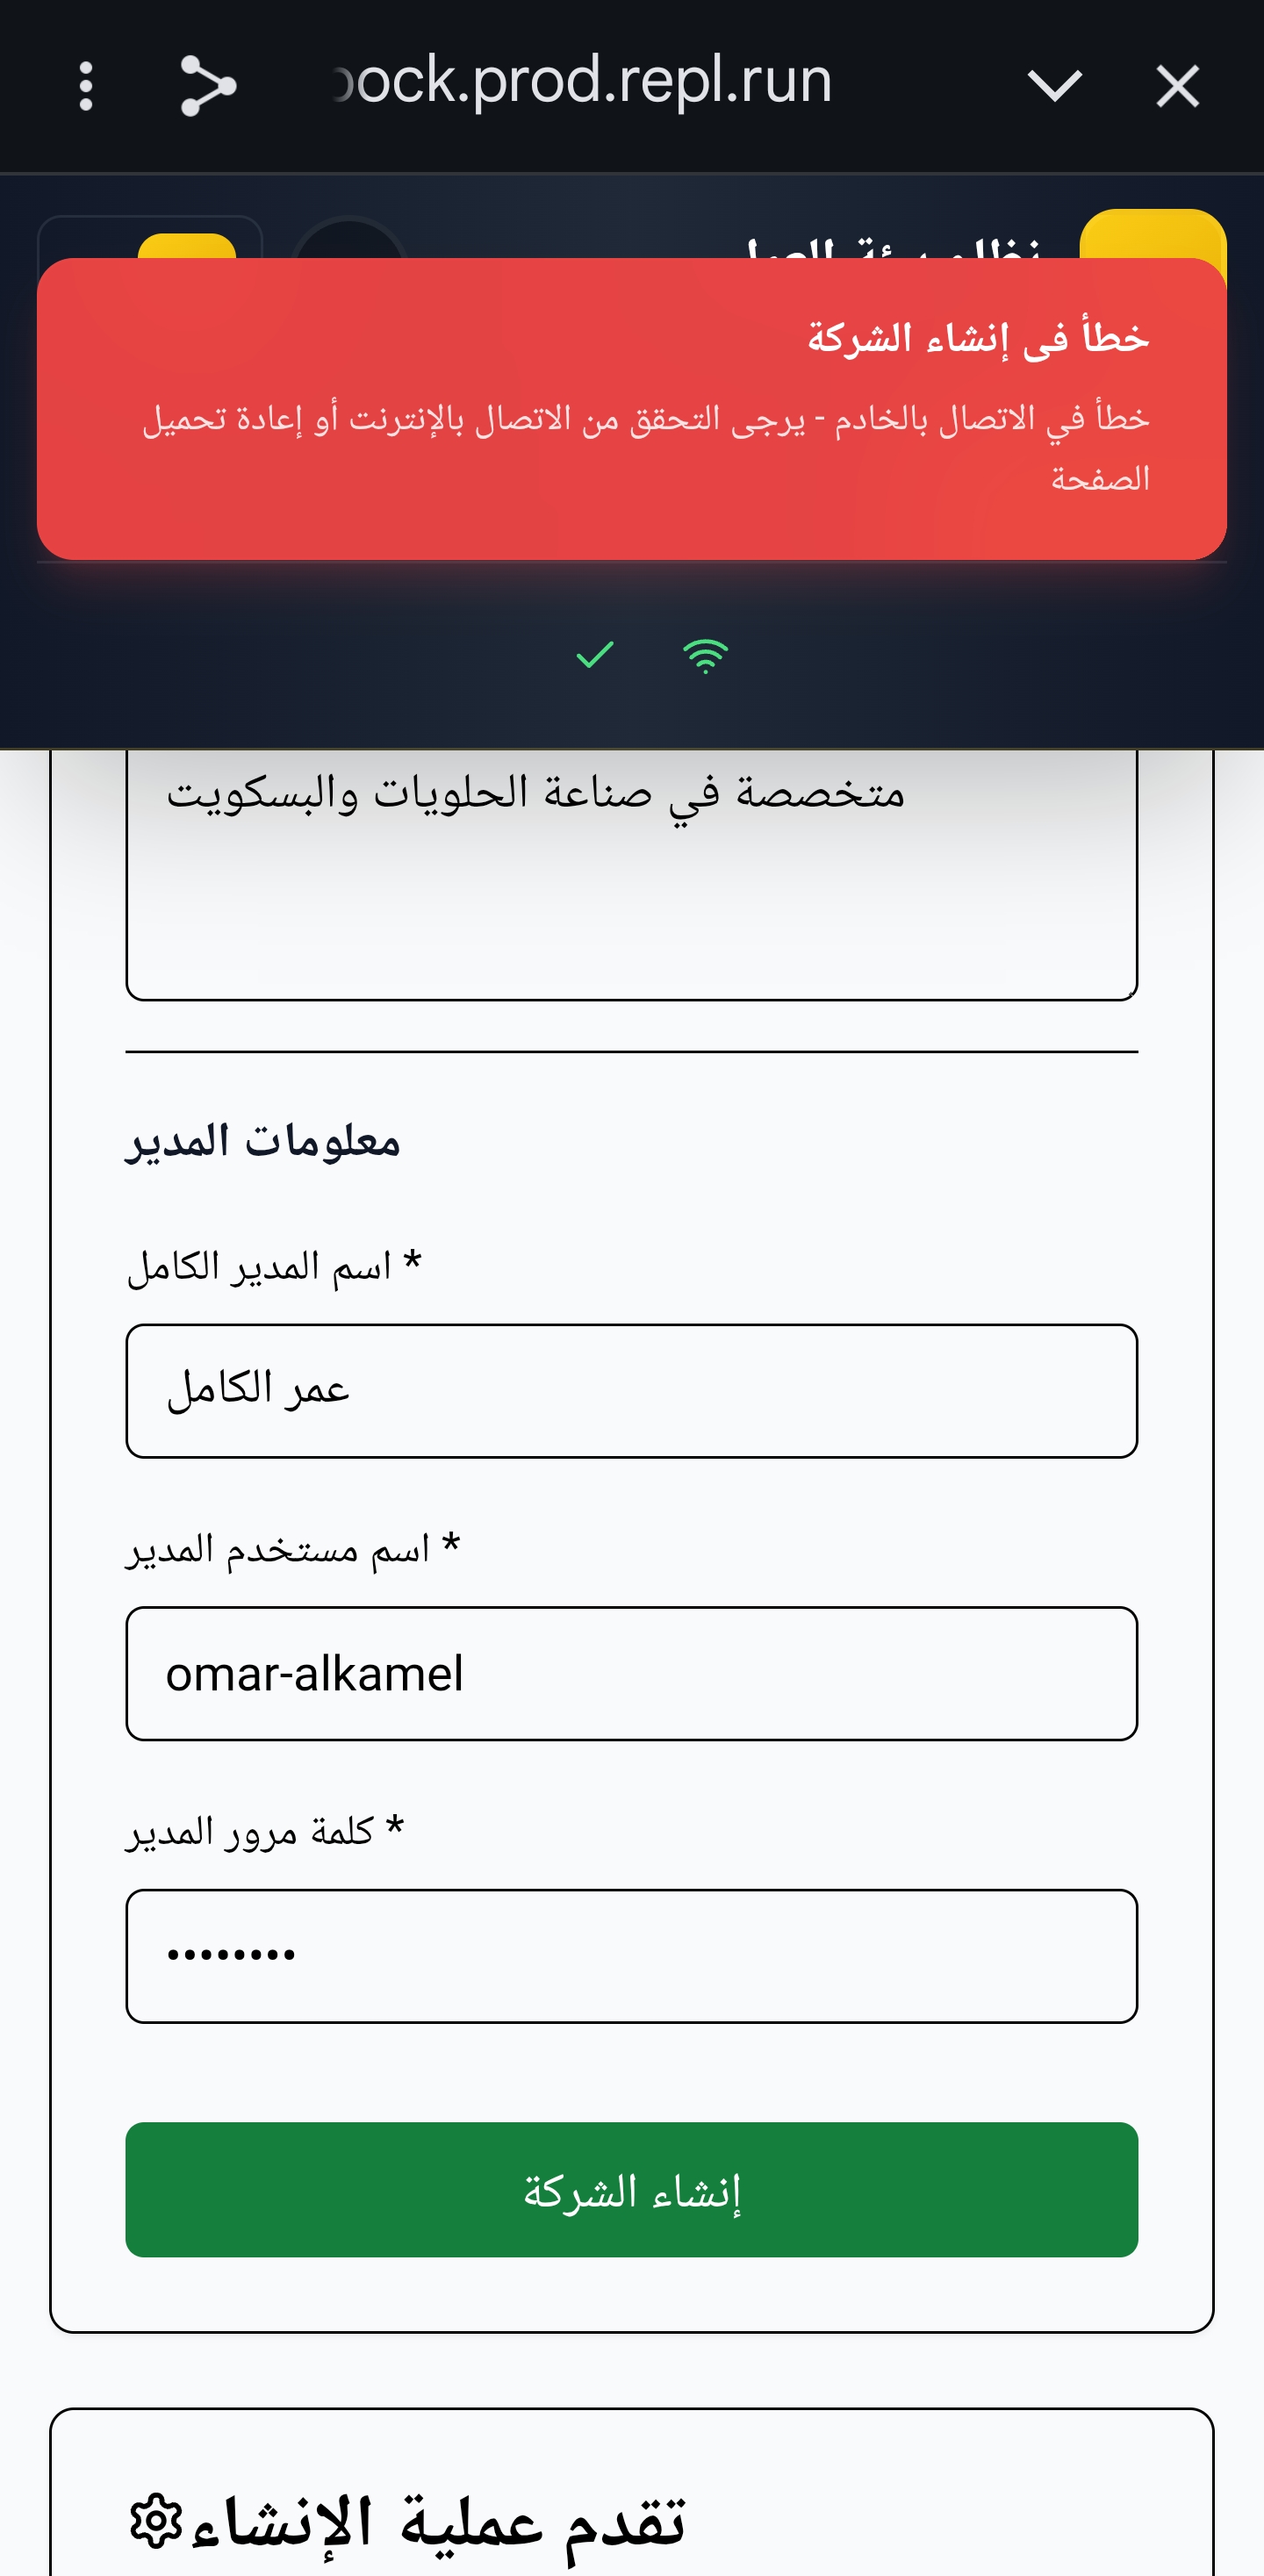 ock.prod.repl.run
خطأ في إنشاء الشركة
خطأ في الاتصال بالخادم - يرجى التحقق من الاتصال بالإنترنت أو إعادة تحميل
الصفحة
متخصصة في صناعة الحلويات والبسكويت
معلومات المدير
اسم المدير الكامل *
عمر الكامل
اسم مستخدم المدير *
omar-alkamel
كلمة مرور المدير *
••••••••
إنشاء الشركة
تقدم عملية الإنشاء